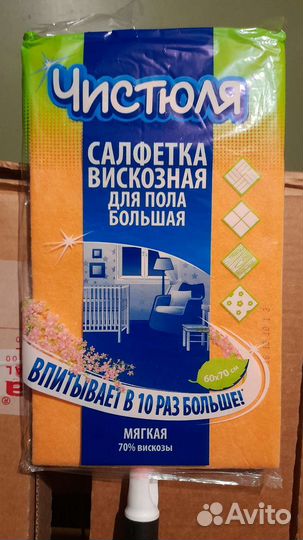 Чистюля
САЛФЕТКА
ВИСКОЗНАЯ
ДЛЯ ПОЛА
БОЛЬШАЯ
60х70 см
ВПИТЫВАЕТ В 10 РАЗ БОЛЬШЕ!
МЯГКАЯ
70% вискозы
Avito